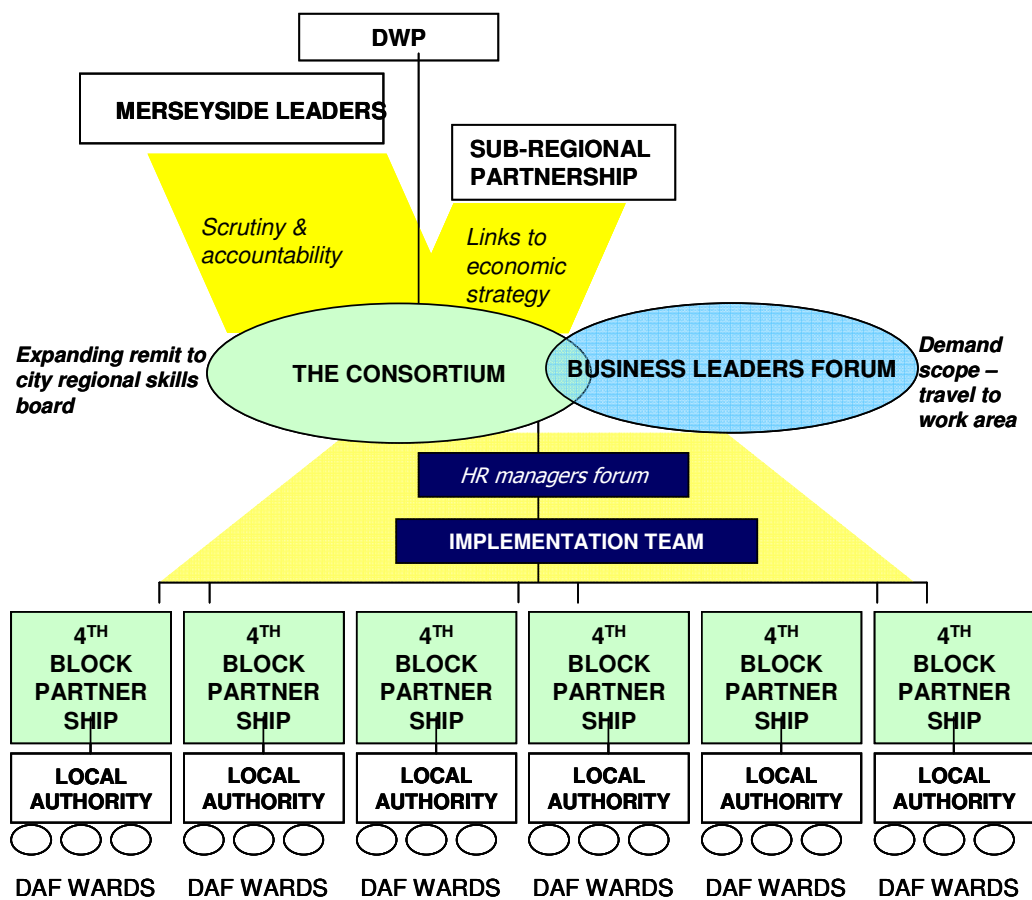 DWP
MERSEYSIDE LEADERS
SUB-REGIONAL
PARTNERSHIP
Scrutiny &
accountability
Links to
economic
strategy
Expanding remit to
city regional skills
board
THE CONSORTIUM
BUSINESS LEADERS FORUM
Demand
scope –
travel to
work area
HR managers forum
IMPLEMENTATION TEAM
4TH
BLOCK
PARTNER
SHIP
4TH
BLOCK
PARTNER
SHIP
4TH
BLOCK
PARTNER
SHIP
4TH
BLOCK
PARTNER
SHIP
4TH
BLOCK
PARTNER
SHIP
4TH
BLOCK
PARTNER
SHIP
LOCAL
AUTHORITY
LOCAL
AUTHORITY
LOCAL
AUTHORITY
LOCAL
AUTHORITY
LOCAL
AUTHORITY
LOCAL
AUTHORITY
DAF WARDS
DAF WARDS
DAF WARDS
DAF WARDS
DAF WARDS
DAF WARDS